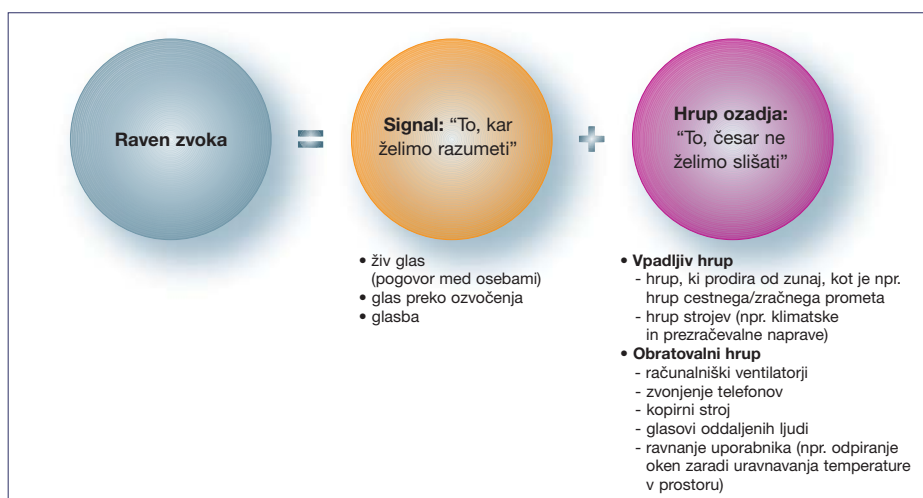 Raven zvoka
=
Signal: “To, kar
želimo razumeti”
+
Hrup ozadja:
“To, česar ne
želimo slišati”
• živ glas
(pogovor med osebami)
• glas preko ozvočenja
• glasba
• Vpadljiv hrup
- hrup, ki prodira od zunaj, kot je npr.
hrup cestnega/zračnega prometa
- hrup strojev (npr. klimatske
in prezračevalne naprave)
• Obratovalni hrup
- računalniški ventilatorji
- zvonjenje telefonov
- kopirni stroj
- glasovi oddaljenih ljudi
- ravnanje uporabnika (npr. odpiranje
oken zaradi uravnavanja temperature
v prostoru)